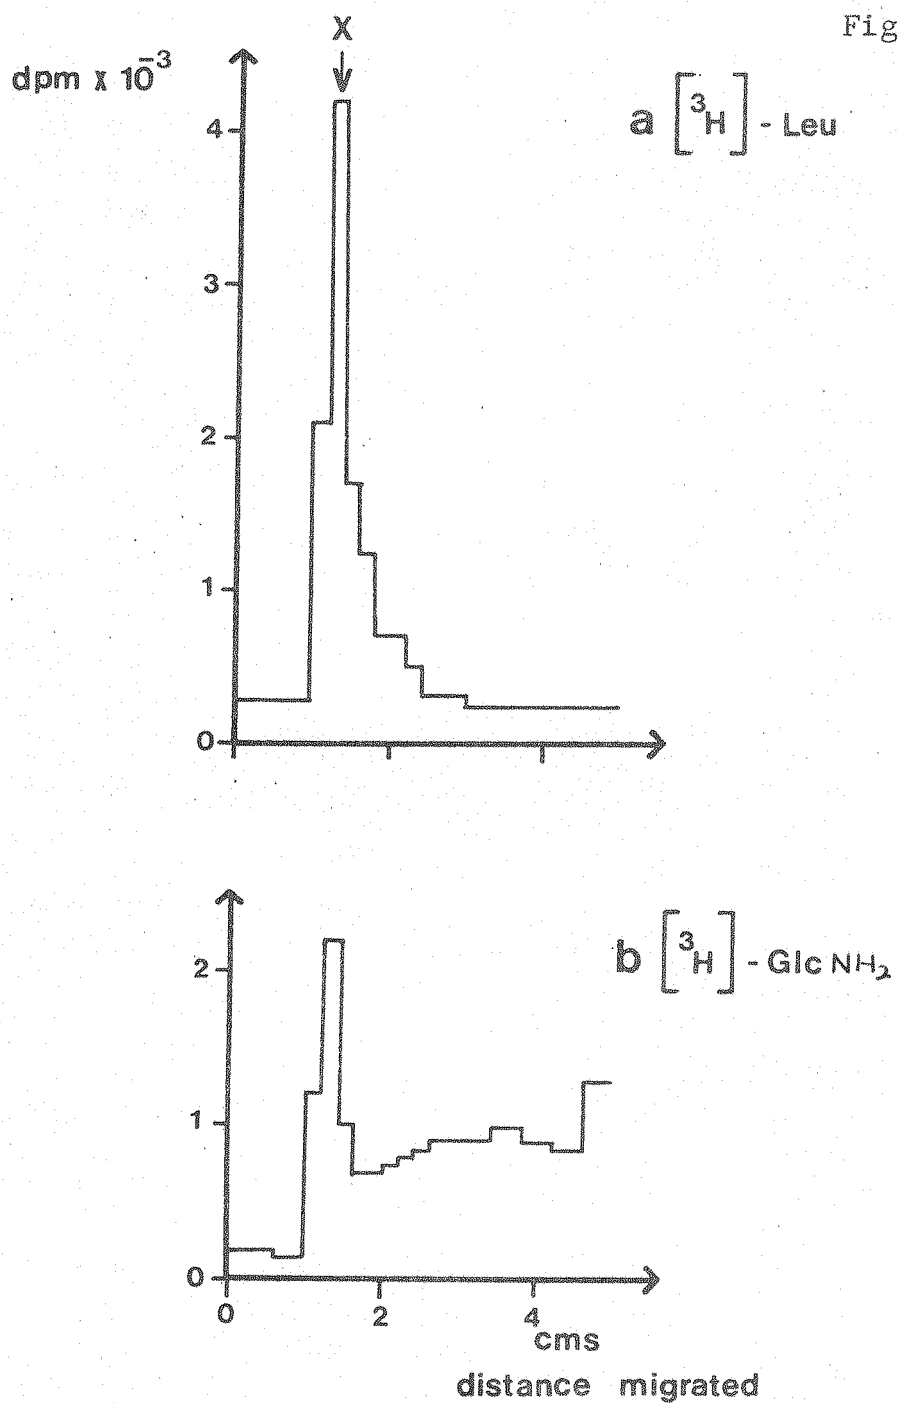 Fig
X
dpm x 10⁻³
a [³H] - Leu
4
3
2
1
0
b [³H] - Glc NH₂
2
1
0
0 2 4
cms
distance migrated